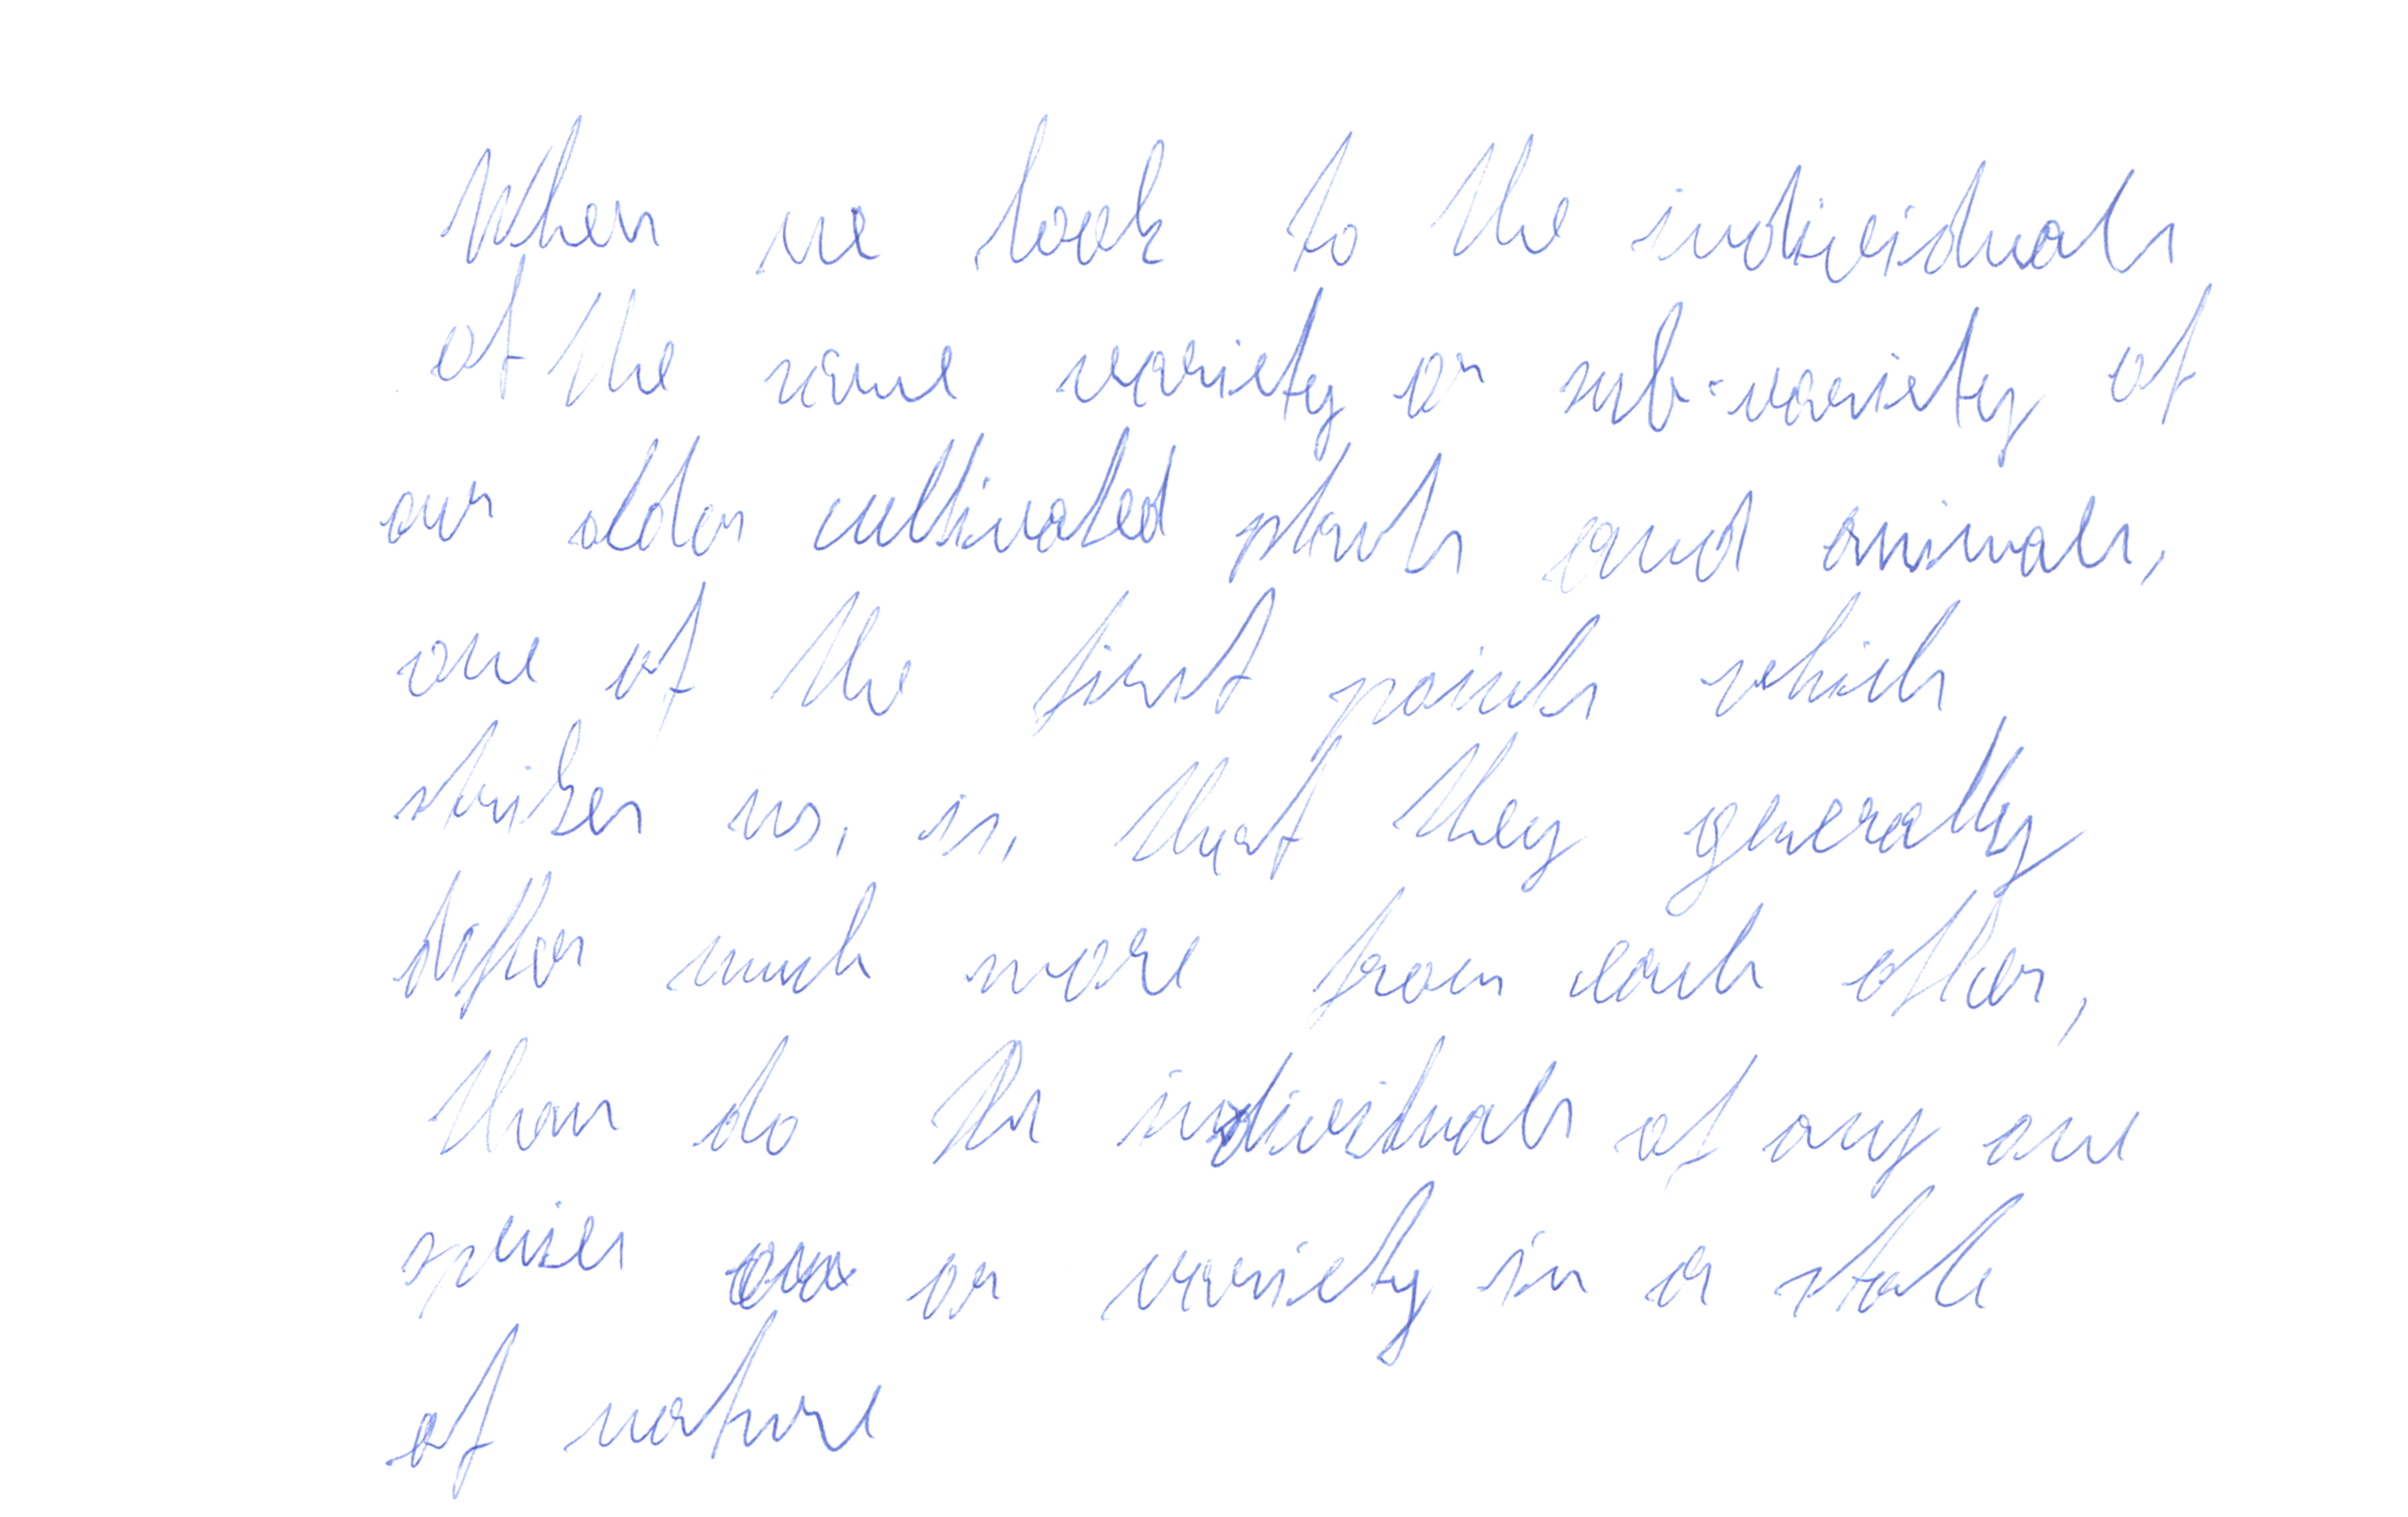 When we look to the individuals
of the same variety or sub-variety of
our older cultivated plants and animals,
one of the first points which
strikes us, is, that they generally
differ much more from each other,
than do the individuals of any one
species or variety in a state
of nature